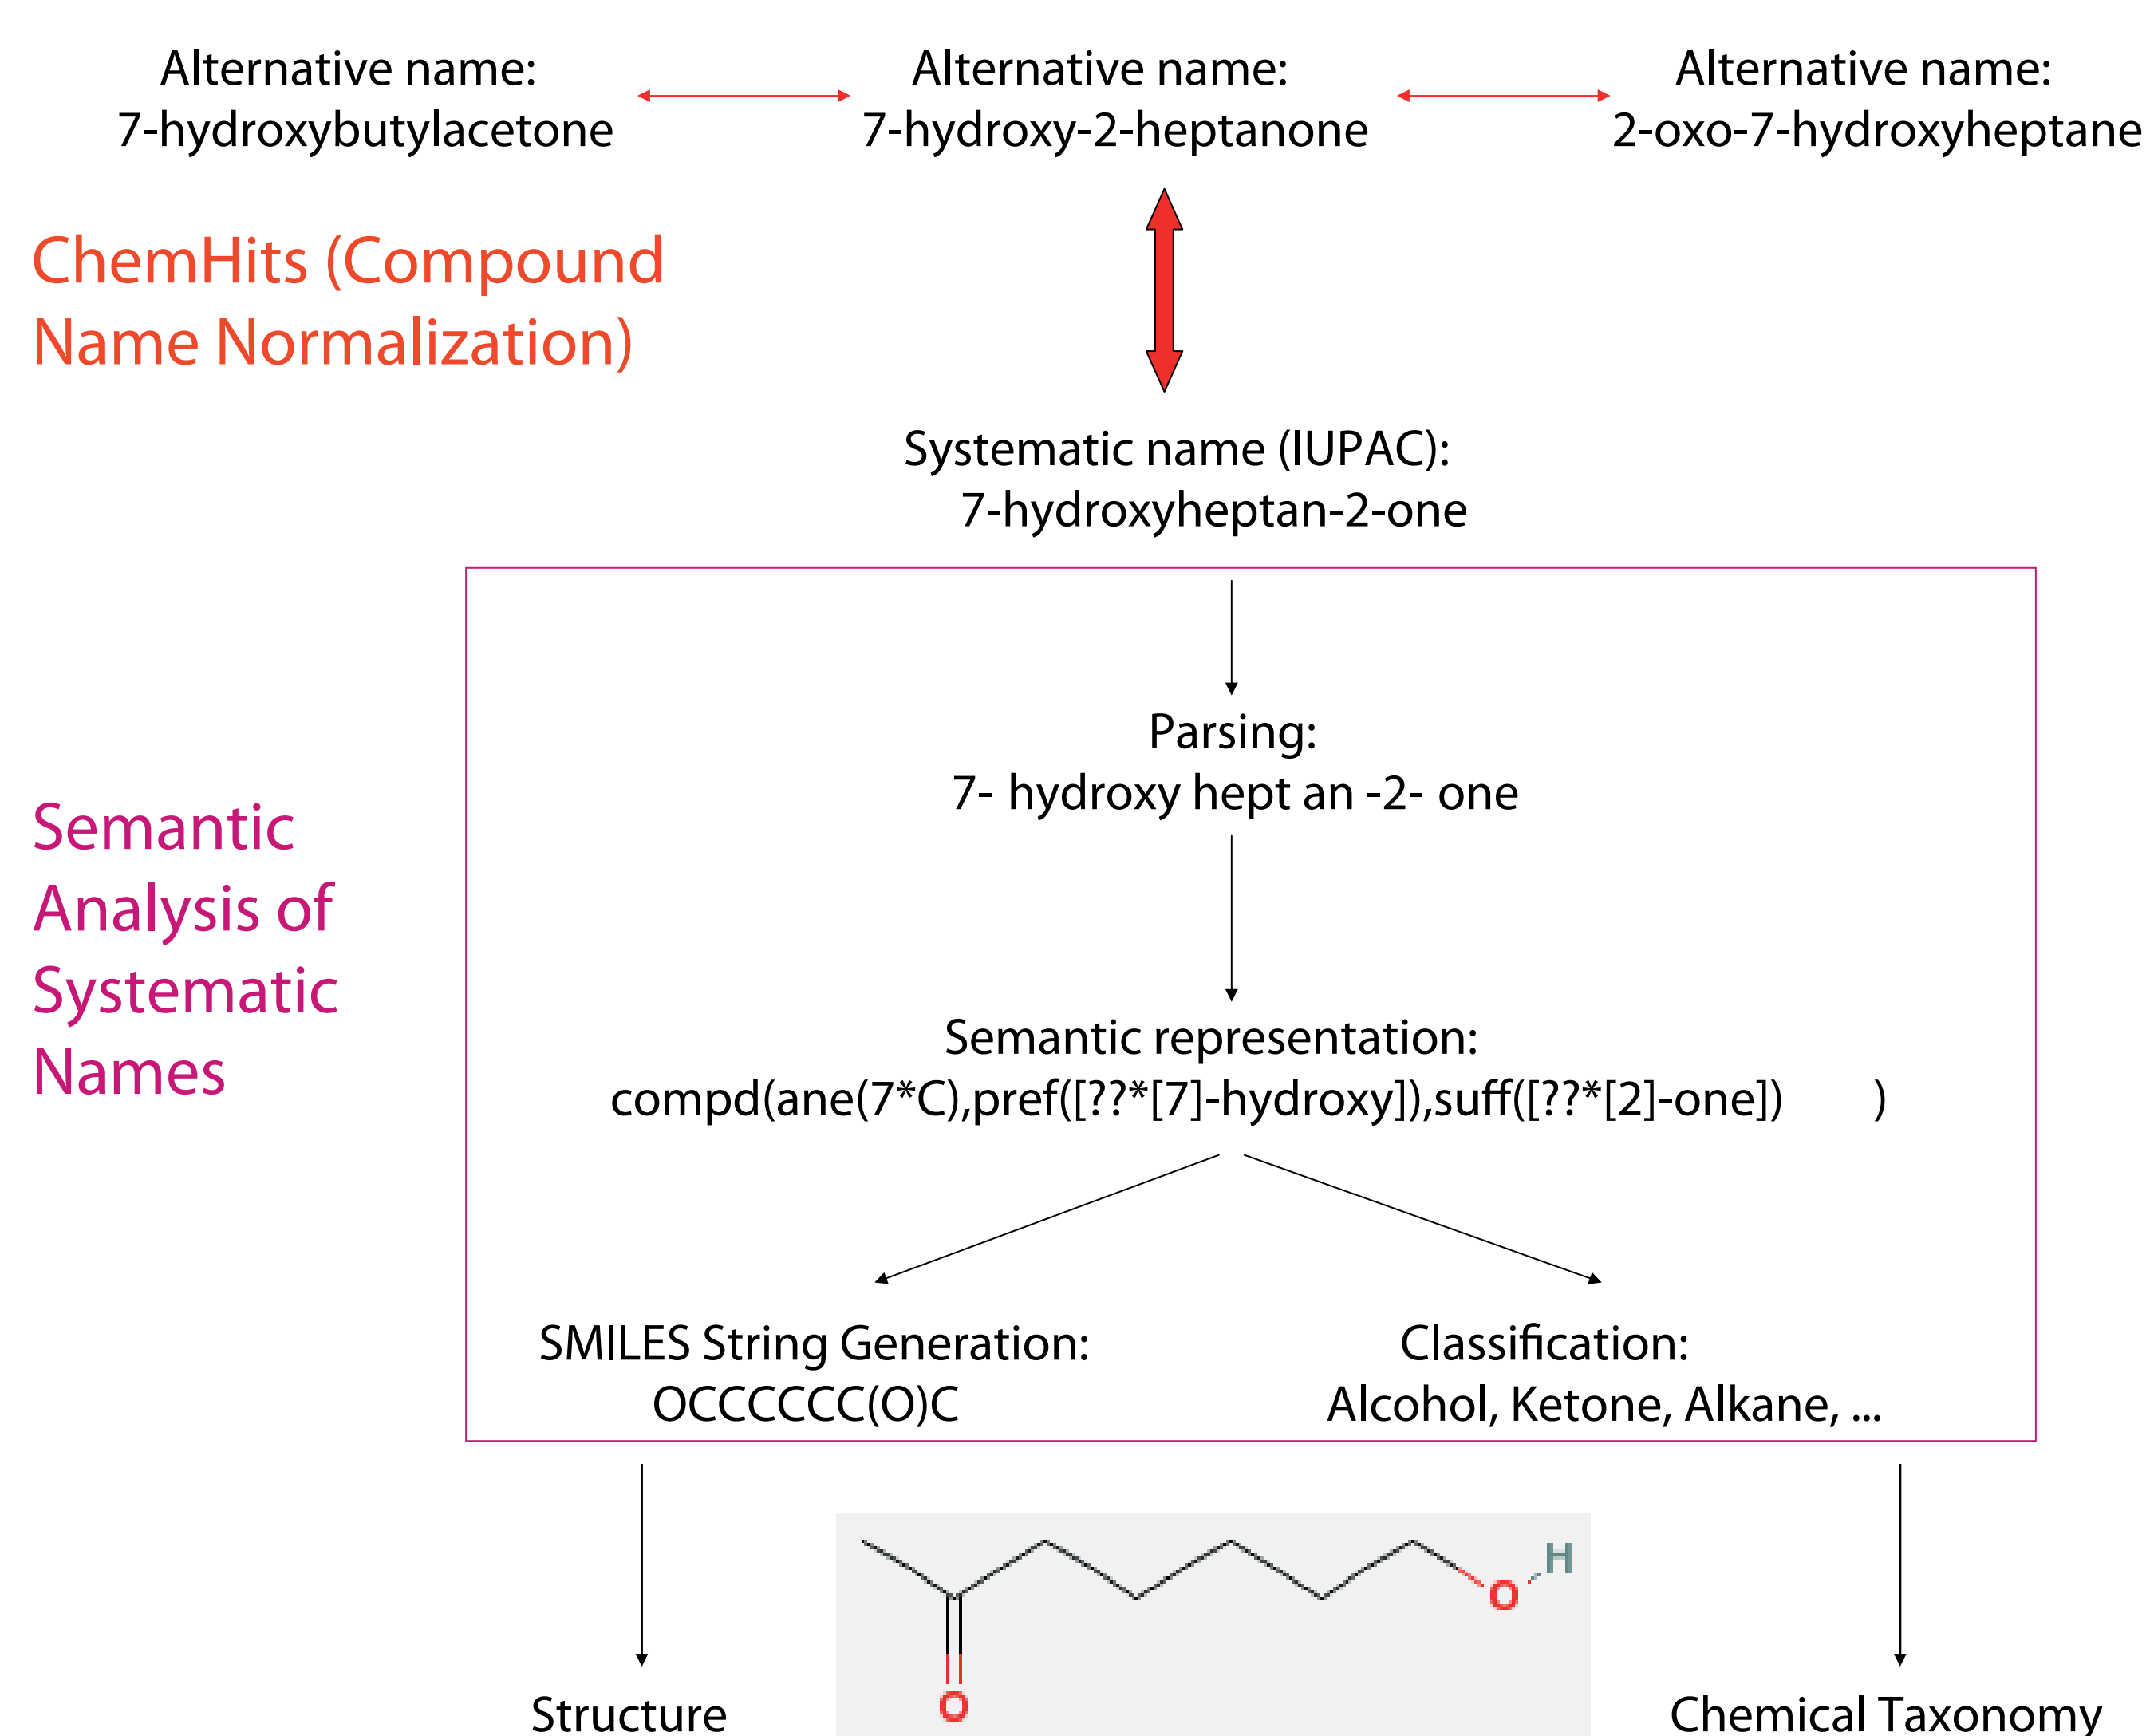 Alternative name:
7-hydroxybutylacetone
Alternative name:
7-hydroxy-2-heptanone
Alternative name:
2-oxo-7-hydroxyheptane
ChemHits (Compound
Name Normalization)
Systematic name (IUPAC):
7-hydroxyheptan-2-one
Semantic
Analysis of
Systematic
Names
Parsing:
7- hydroxy hept an -2- one
Semantic representation:
compd(ane(7*C),pref([??*[7]-hydroxy]),suff([??*[2]-one]) )
SMILES String Generation:
OCCCCCC(O)C
Classification:
Alcohol, Ketone, Alkane, ...
H
O
O
Structure
Chemical Taxonomy